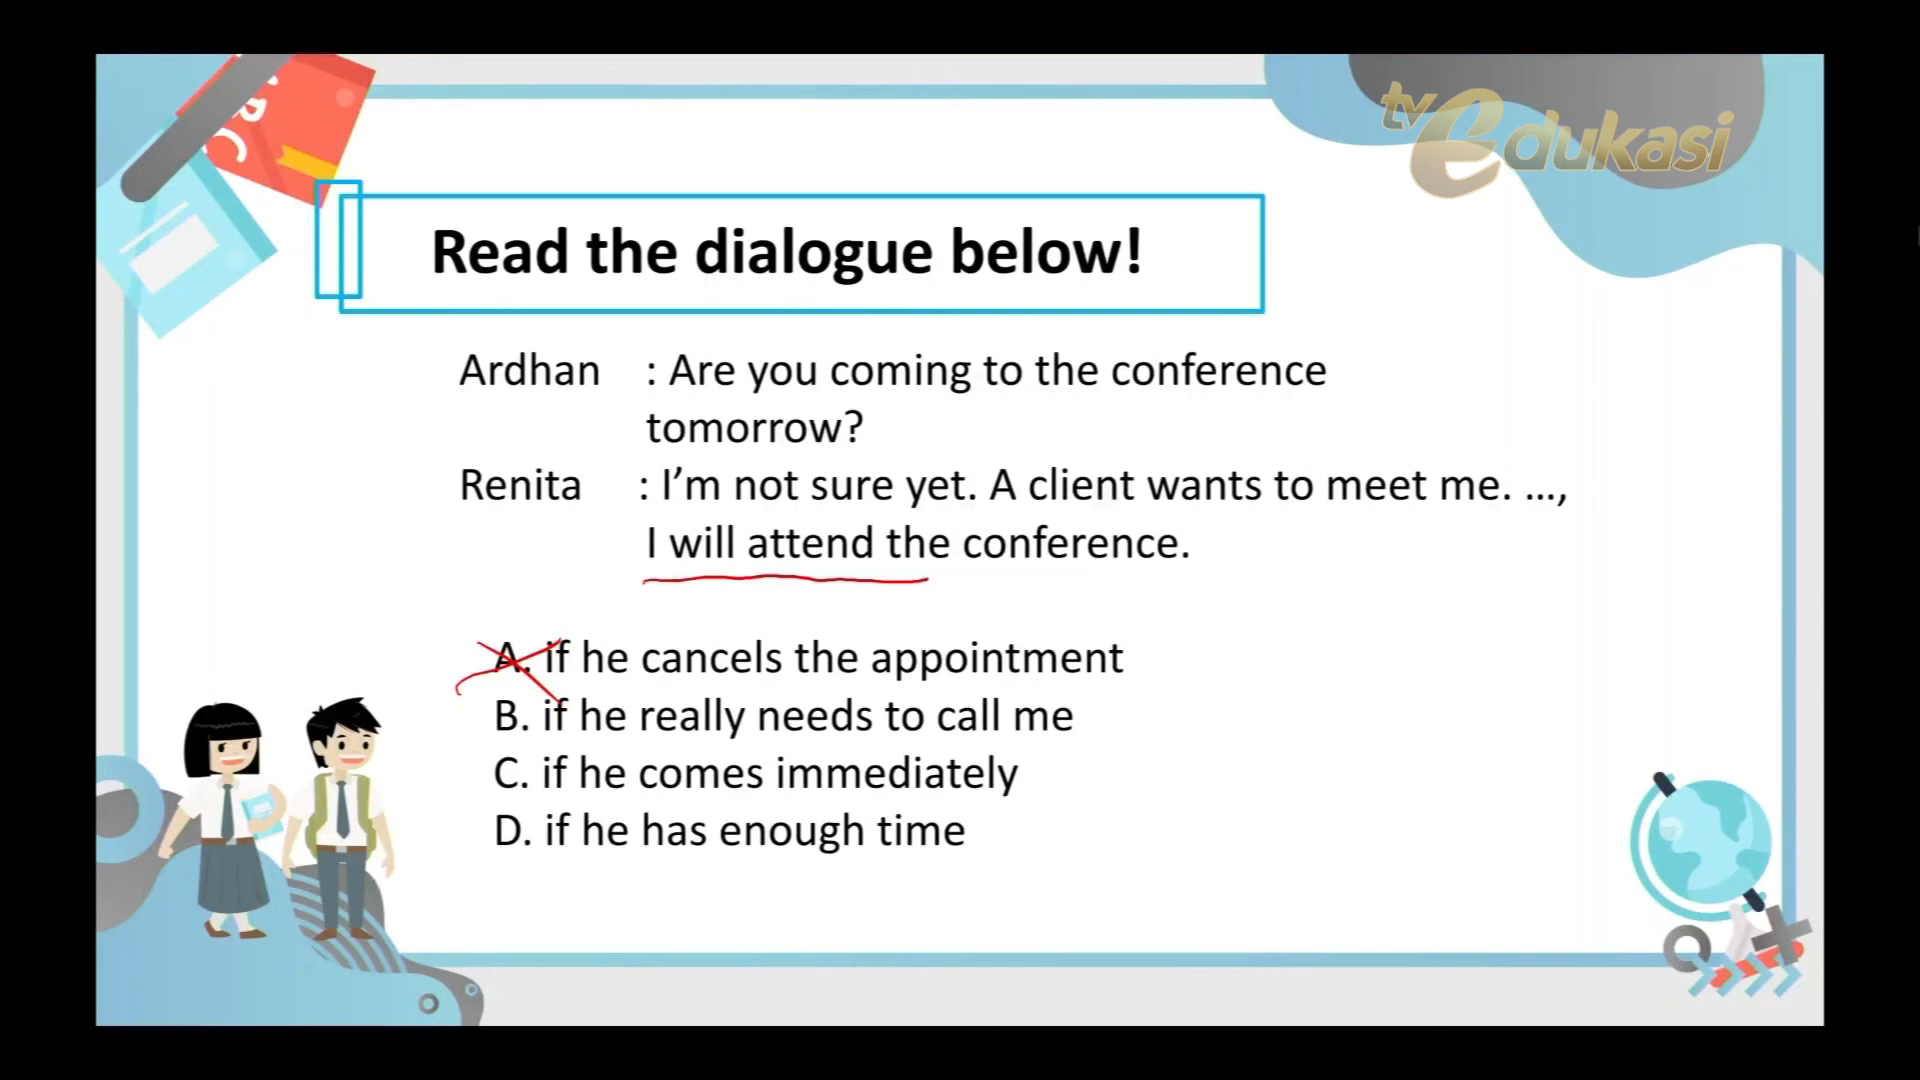 tv edukasi
Read the dialogue below!
Ardhan : Are you coming to the conference
tomorrow?
Renita : I’m not sure yet. A client wants to meet me. ...,
I will attend the conference.
A. if he cancels the appointment
B. if he really needs to call me
C. if he comes immediately
D. if he has enough time